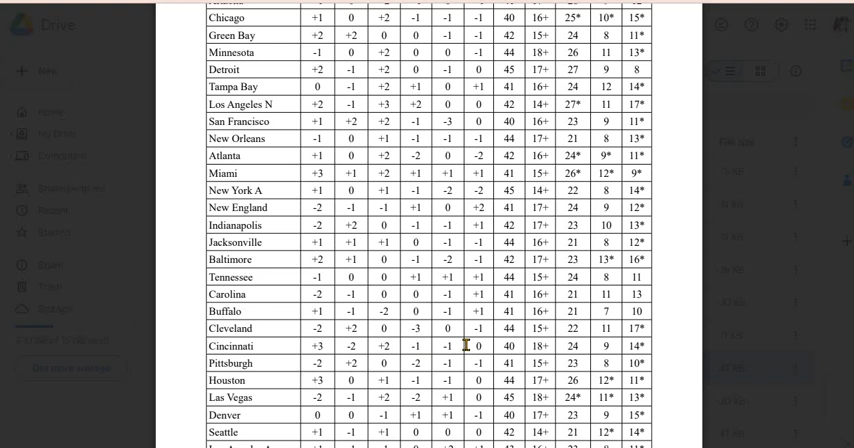 Drive
Chicago +1 0 +2 -1 -1 -1 40 16+ 25* 10* 15*
Green Bay +2 +2 0 0 -1 -1 42 15+ 24 8 11*
Minnesota -1 0 +2 0 0 -1 44 18+ 26 11 13*
Detroit +2 -1 +2 0 -1 0 45 17+ 27 9 8
Tampa Bay 0 -1 +2 +1 0 +1 41 16+ 24 12 14*
Los Angeles N +2 -1 +3 +2 0 0 42 14+ 27* 11 17*
San Francisco +1 +2 +2 -1 -3 0 40 16+ 23 9 11*
New Orleans -1 0 +1 -1 -1 -1 44 17+ 21 8 13*
Atlanta +1 0 +2 -2 0 -2 42 16+ 24* 9* 11*
Miami +3 +1 +2 +1 +1 +1 41 15+ 26* 12* 9*
New York A +1 0 +1 -1 -2 -2 45 14+ 22 8 14*
New England -2 -1 -1 +1 0 +2 41 17+ 24 9 12*
Indianapolis -2 +2 0 -1 -1 +1 42 17+ 23 10 13*
Jacksonville +1 +1 +1 0 -1 -1 44 16+ 21 8 12*
Baltimore +2 +1 0 -1 -2 -1 42 17+ 23 13* 16*
Tennessee -1 0 0 +1 +1 +1 44 15+ 24 8 11
Carolina -2 -1 0 0 -1 +1 41 16+ 21 11 13
Buffalo +1 -1 -2 0 -1 +1 41 16+ 21 7 10
Cleveland -2 +2 0 -3 0 -1 44 15+ 22 11 17*
Cincinnati +3 -2 +2 -1 -1 0 40 18+ 24 9 14*
Pittsburgh -2 +2 0 -2 -1 -1 41 15+ 23 8 10*
Houston +3 0 +1 -1 -1 0 44 17+ 26 12* 11*
Las Vegas -2 -1 +2 -2 +1 0 45 18+ 24* 11* 13*
Denver 0 0 -1 +1 +1 -1 40 17+ 23 9 15*
Seattle +1 -1 +1 0 0 0 42 14+ 21 12* 14*
New
Home
My Drive
Recent
Starred
Spam
Trash
Storage
Get more storage